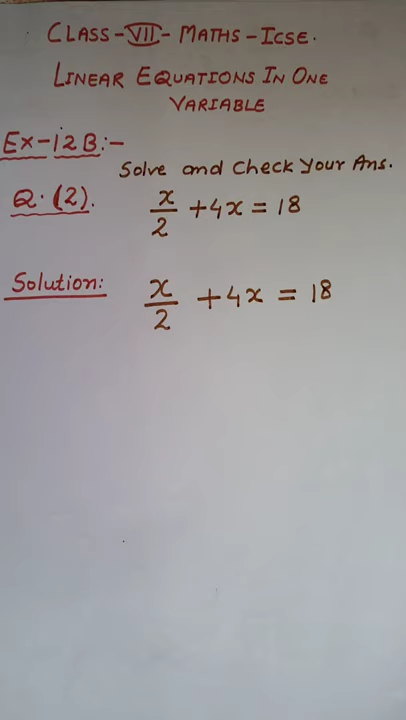 CLASS-VII-MATHS-ICSE.
LINEAR EQUATIONS IN ONE
VARIABLE
Ex-12B:-
Solve and Check Your Ans.
Q.(2). x/2 + 4x = 18
Solution: x/2 + 4x = 18